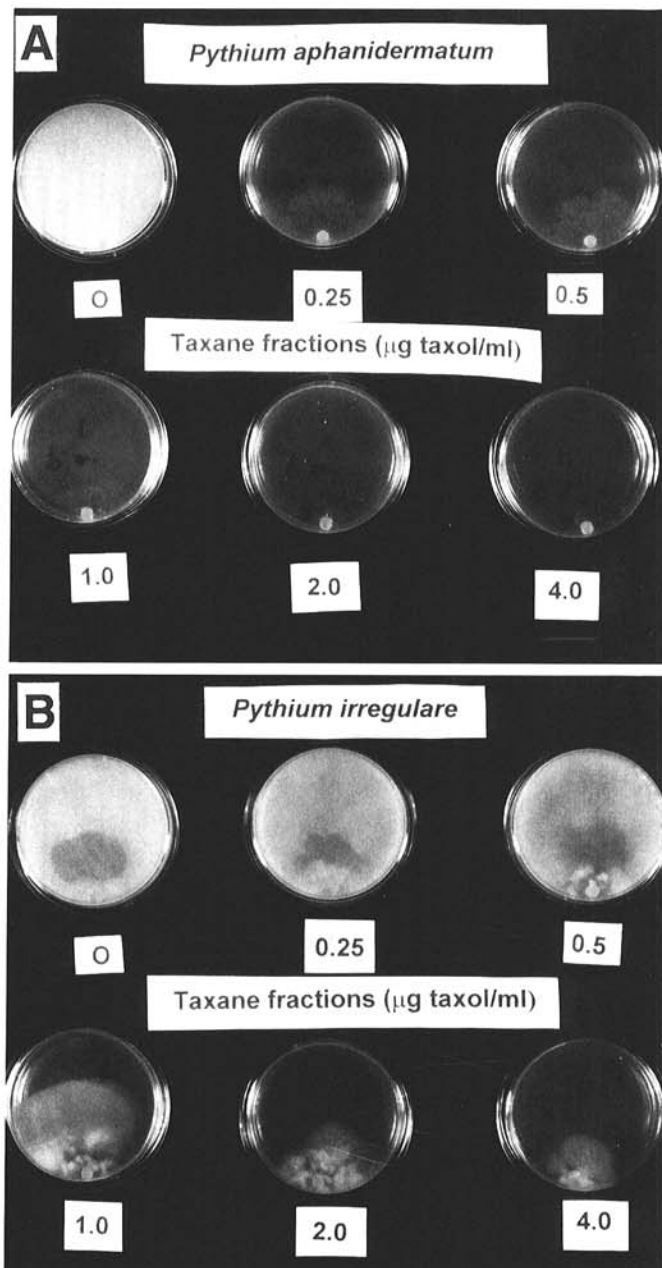 A
Pythium aphanidermatum
O
0.25
0.5
Taxane fractions (µg taxol/ml)
1.0
2.0
4.0
B
Pythium irregulare
O
0.25
0.5
Taxane fractions (µg taxol/ml)
1.0
2.0
4.0